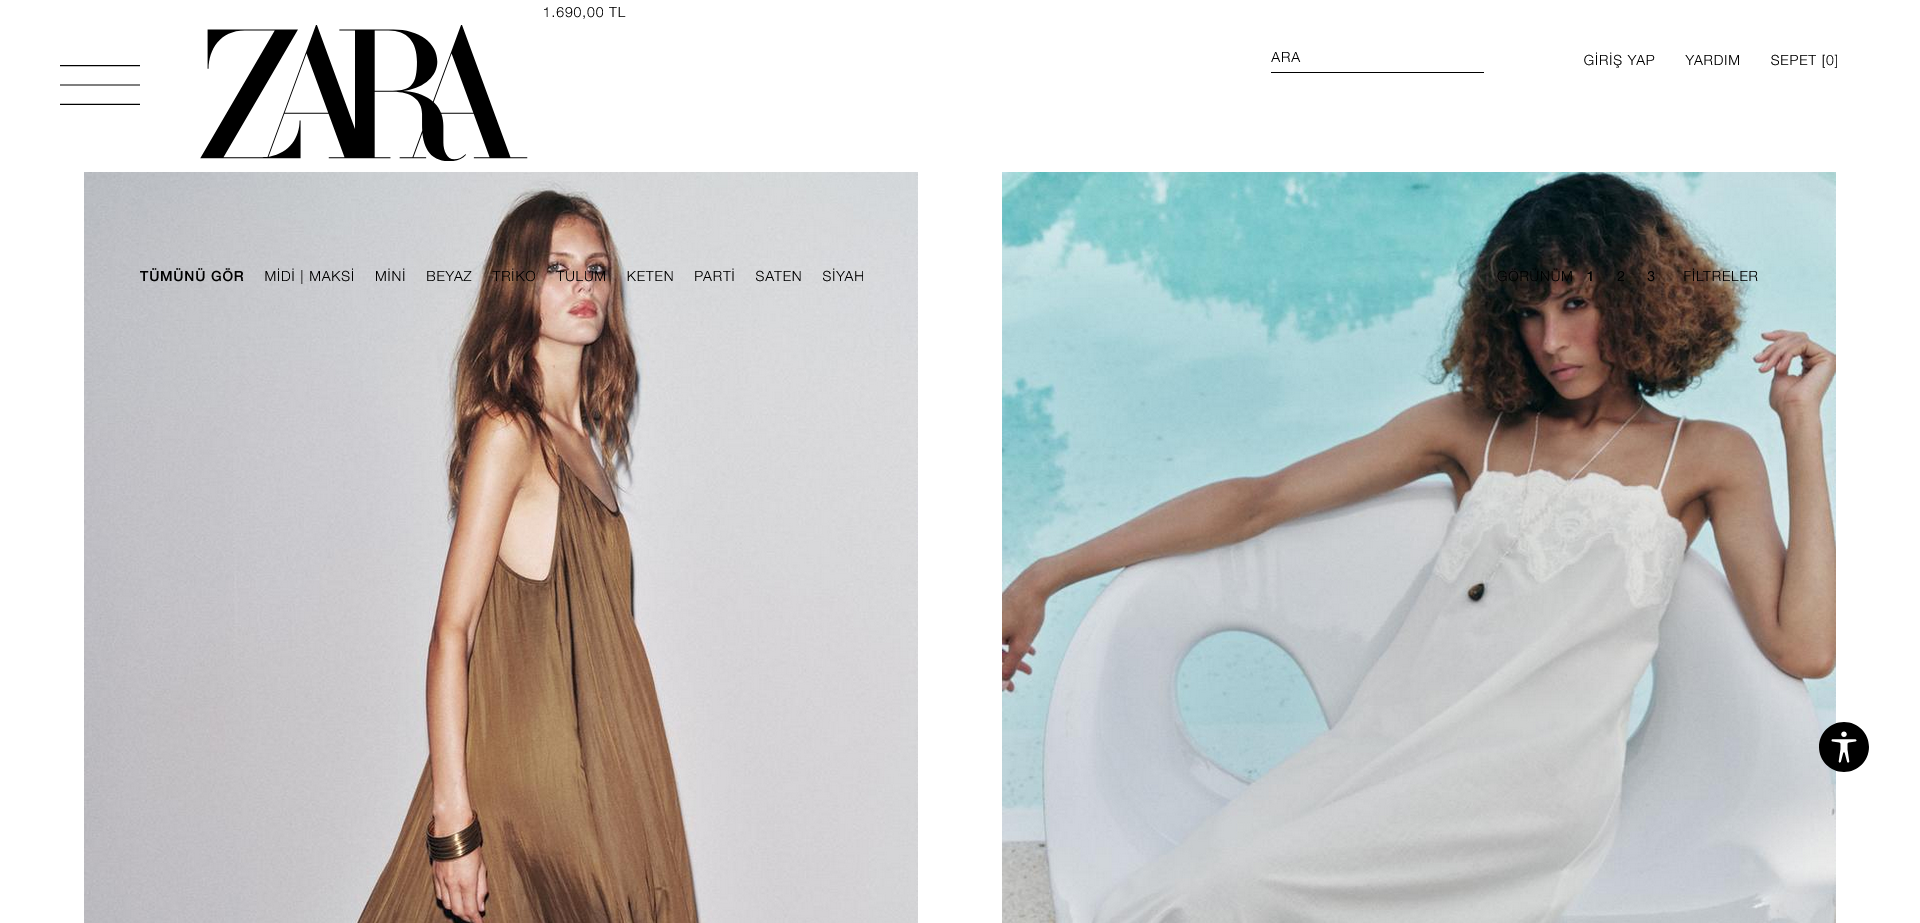 1.690,00 TL
ZARA
ARA
GİRİŞ YAP
YARDIM
SEPET [0]
TÜMÜNÜ GÖR MİDİ | MAKSİ MİNİ BEYAZ TRİKO TULUM KETEN PARTİ SATEN SİYAH
GÖRÜNÜM 1 2 3 FİLTRELER